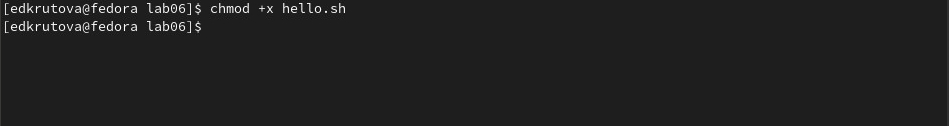 [edkrutova@fedora lab06]$ chmod +x hello.sh
[edkrutova@fedora lab06]$